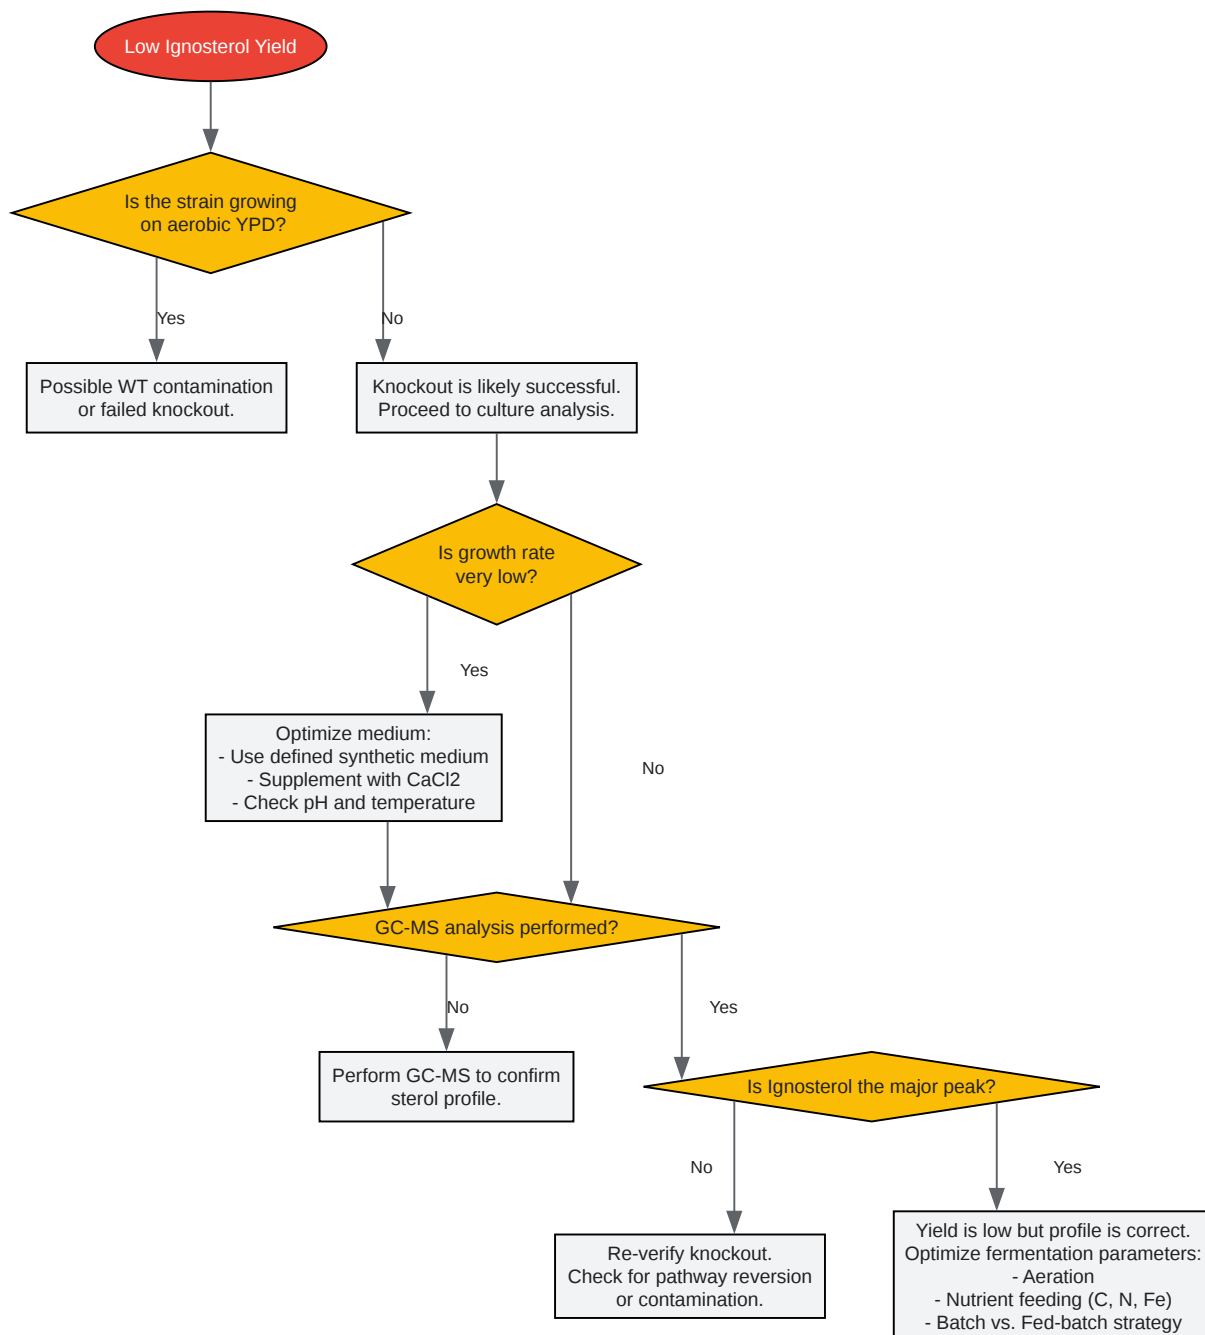 Low Ignosterol Yield
Is the strain growing
on aerobic YPD?
Yes
No
Possible WT contamination
or failed knockout.
Knockout is likely successful.
Proceed to culture analysis.
Is growth rate
very low?
Yes
Optimize medium:
- Use defined synthetic medium
- Supplement with CaCl2
- Check pH and temperature
No
GC-MS analysis performed?
No
Yes
Perform GC-MS to confirm
sterol profile.
Is Ignosterol the major peak?
No
Yes
Re-verify knockout.
Check for pathway reversion
or contamination.
Yield is low but profile is correct.
Optimize fermentation parameters:
- Aeration
- Nutrient feeding (C, N, Fe)
- Batch vs. Fed-batch strategy